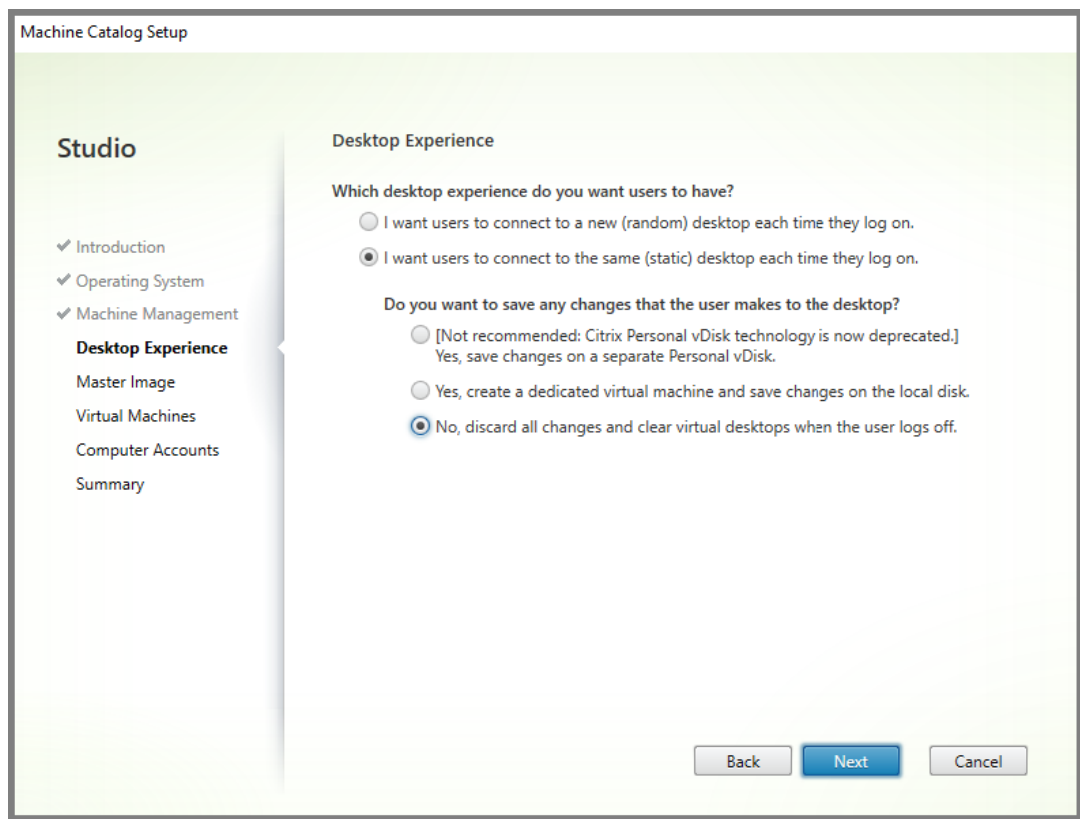 Machine Catalog Setup
Studio
Introduction
Operating System
Machine Management
Desktop Experience
Master Image
Virtual Machines
Computer Accounts
Summary
Desktop Experience
Which desktop experience do you want users to have?
I want users to connect to a new (random) desktop each time they log on.
I want users to connect to the same (static) desktop each time they log on.
Do you want to save any changes that the user makes to the desktop?
[Not recommended: Citrix Personal vDisk technology is now deprecated.]
Yes, save changes on a separate Personal vDisk.
Yes, create a dedicated virtual machine and save changes on the local disk.
No, discard all changes and clear virtual desktops when the user logs off.
Back
Next
Cancel